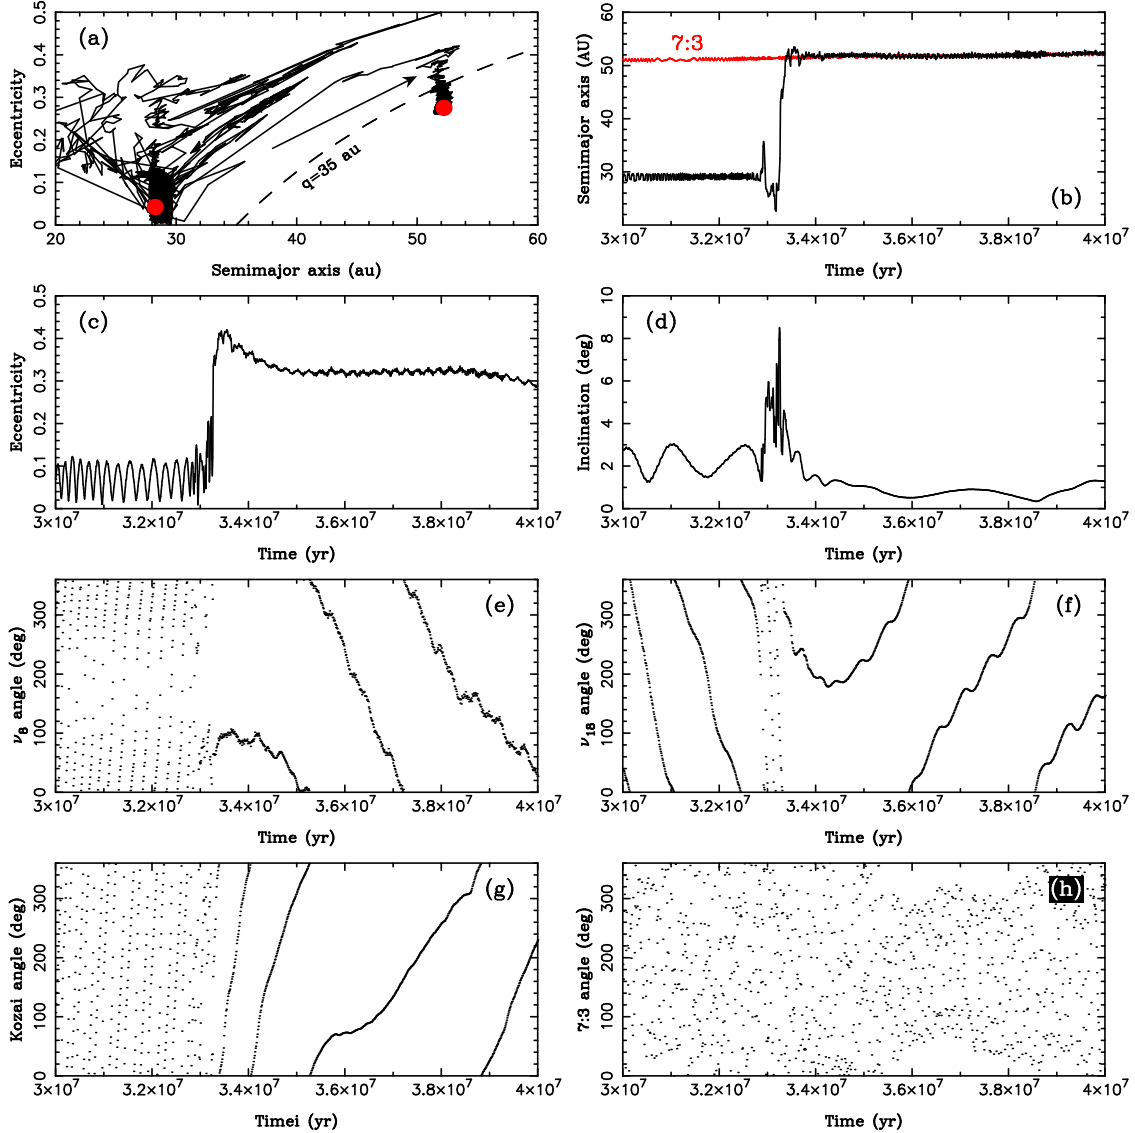 (a)
0.5
0.4
0.3
0.2
0.1
0
Eccentricity
q=35 au
20 30 40 50 60
Semimajor axis (au)
(b)
7:3
60
50
40
30
Semimajor axis (AU)
3×10⁷ 3.2×10⁷ 3.4×10⁷ 3.6×10⁷ 3.8×10⁷ 4×10⁷
Time (yr)
(c)
0.5
0.4
0.3
0.2
0.1
0
Eccentricity
3×10⁷ 3.2×10⁷ 3.4×10⁷ 3.6×10⁷ 3.8×10⁷ 4×10⁷
Time (yr)
(d)
10
8
6
4
2
0
Inclination (deg)
3×10⁷ 3.2×10⁷ 3.4×10⁷ 3.6×10⁷ 3.8×10⁷ 4×10⁷
Time (yr)
(e)
300
200
100
0
ν₈ angle (deg)
3×10⁷ 3.2×10⁷ 3.4×10⁷ 3.6×10⁷ 3.8×10⁷ 4×10⁷
Time (yr)
(f)
300
200
100
0
ν₁₈ angle (deg)
3×10⁷ 3.2×10⁷ 3.4×10⁷ 3.6×10⁷ 3.8×10⁷ 4×10⁷
Time (yr)
(g)
300
200
100
0
Kozai angle (deg)
3×10⁷ 3.2×10⁷ 3.4×10⁷ 3.6×10⁷ 3.8×10⁷ 4×10⁷
Timei (yr)
(h)
300
200
100
0
7:3 angle (deg)
3×10⁷ 3.2×10⁷ 3.4×10⁷ 3.6×10⁷ 3.8×10⁷ 4×10⁷
Time (yr)